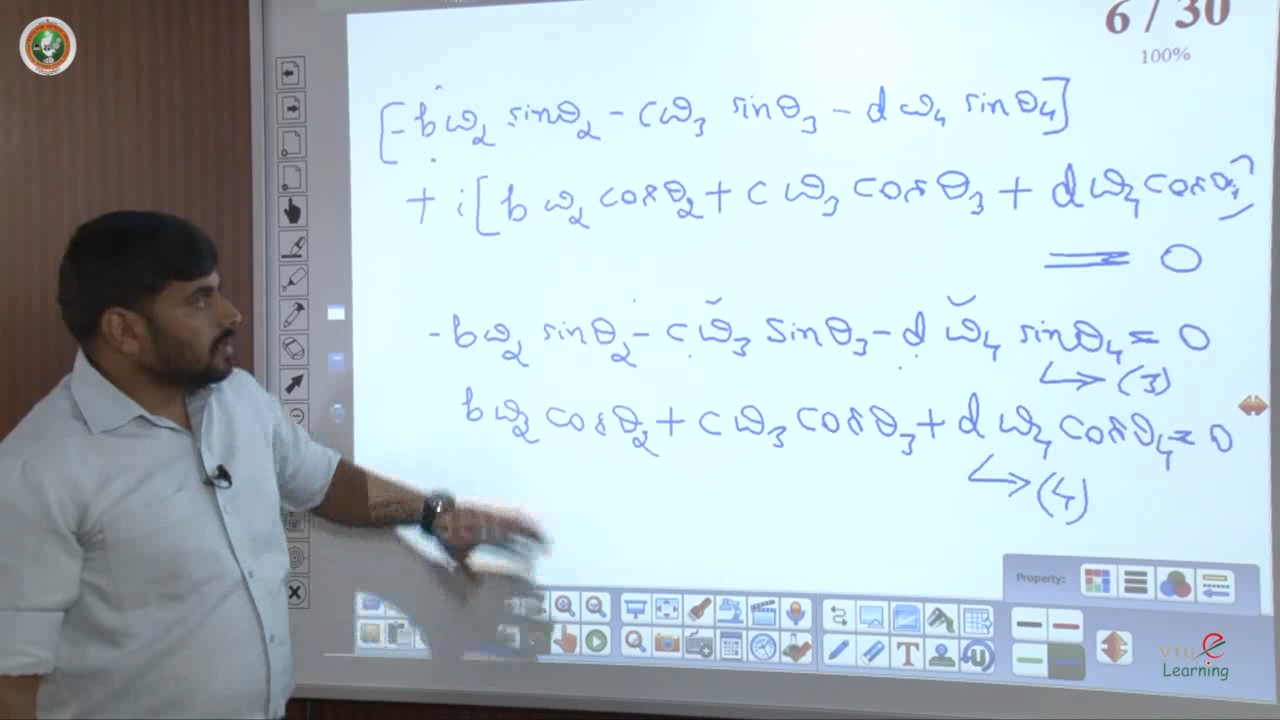 6 / 30
100%
[-bω₂ sinθ₂ - cω₃ sinθ₃ - dω₄ sinθ₄]
+ i[bω₂ cosθ₂ + cω₃ cosθ₃ + dω₄ cosθ₄]
= 0
-bω₂ sinθ₂ - cω₃ sinθ₃ - dω₄ sinθ₄ = 0
↳ (3)
bω₂ cosθ₂ + cω₃ cosθ₃ + dω₄ cosθ₄ = 0
↳ (4)
Property:
VTU e
Learning